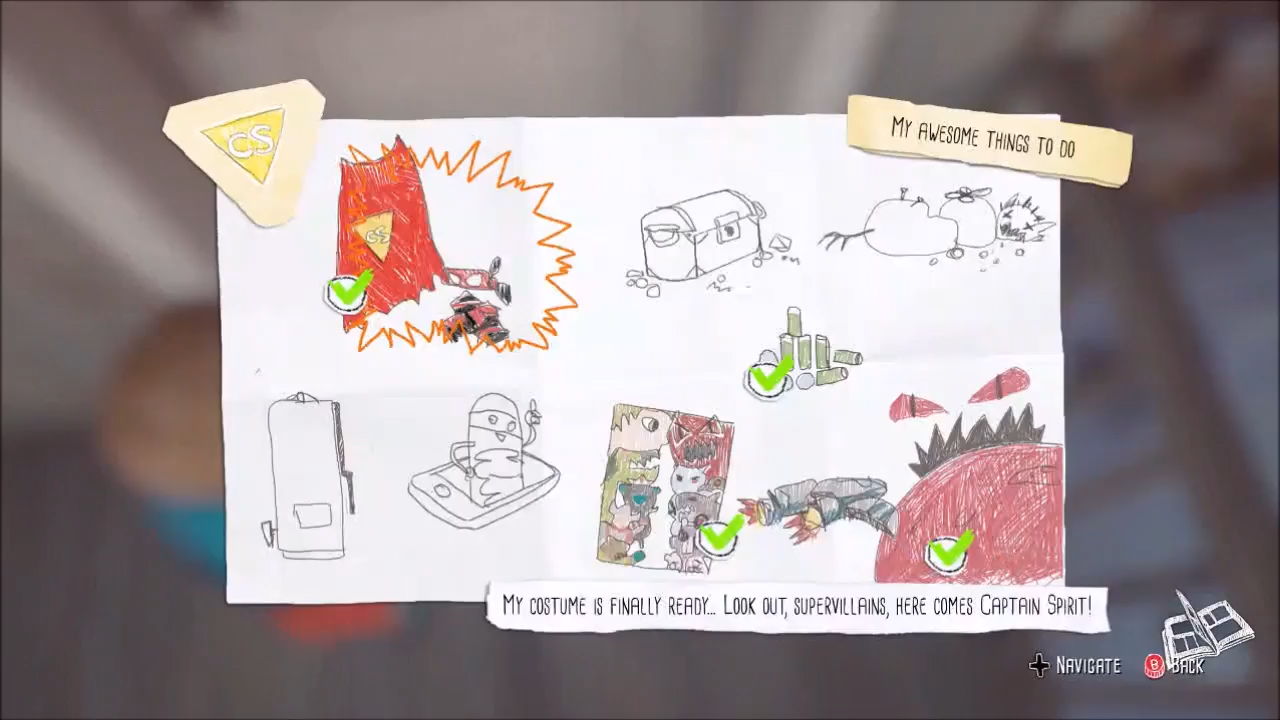 CS
MY AWESOME THINGS TO DO
CS
MY COSTUME IS FINALLY READY... LOOK OUT, SUPERVILLAINS, HERE COMES CAPTAIN SPIRIT!
NAVIGATE B BACK